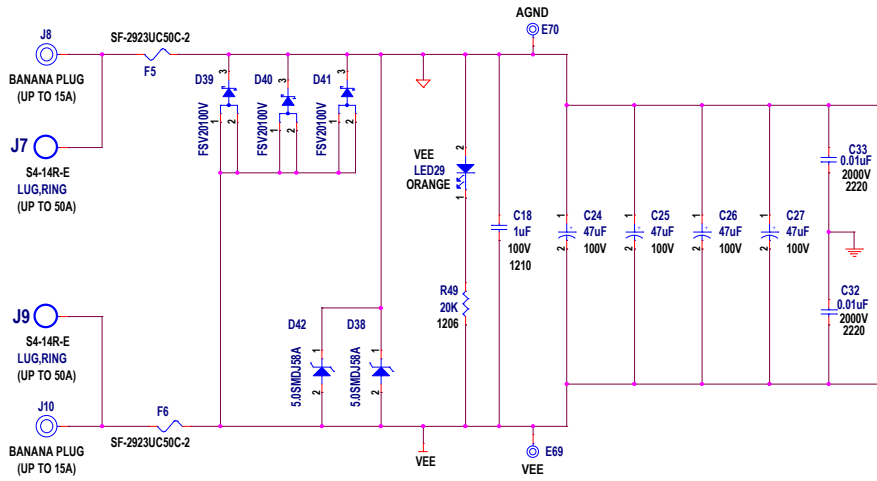 AGND
E70
J8
SF-2923UC50C-2
F5
BANANA PLUG
(UP TO 15A)
J7
S4-14R-E
LUG,RING
(UP TO 50A)
D39
3
FSV20100V
1
2
D40
3
FSV20100V
1
2
D41
3
FSV20100V
1
2
2
VEE
LED29
ORANGE
1
C18
1uF
100V
1210
1
C24
47uF
2
100V
1
C25
47uF
2
100V
1
C26
47uF
2
100V
1
C27
47uF
2
100V
C33
0.01uF
2000V
2220
R49
20K
1206
C32
0.01uF
2000V
2220
J9
S4-14R-E
LUG,RING
(UP TO 50A)
D42
1
5.0SMDJ58A
2
D38
1
5.0SMDJ58A
2
J10
F6
SF-2923UC50C-2
BANANA PLUG
(UP TO 15A)
VEE
E69
VEE